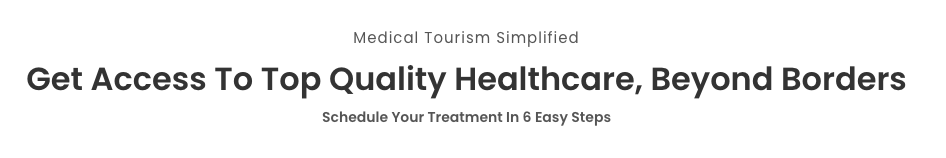 Medical Tourism Simplified
Get Access To Top Quality Healthcare, Beyond Borders
Schedule Your Treatment In 6 Easy Steps